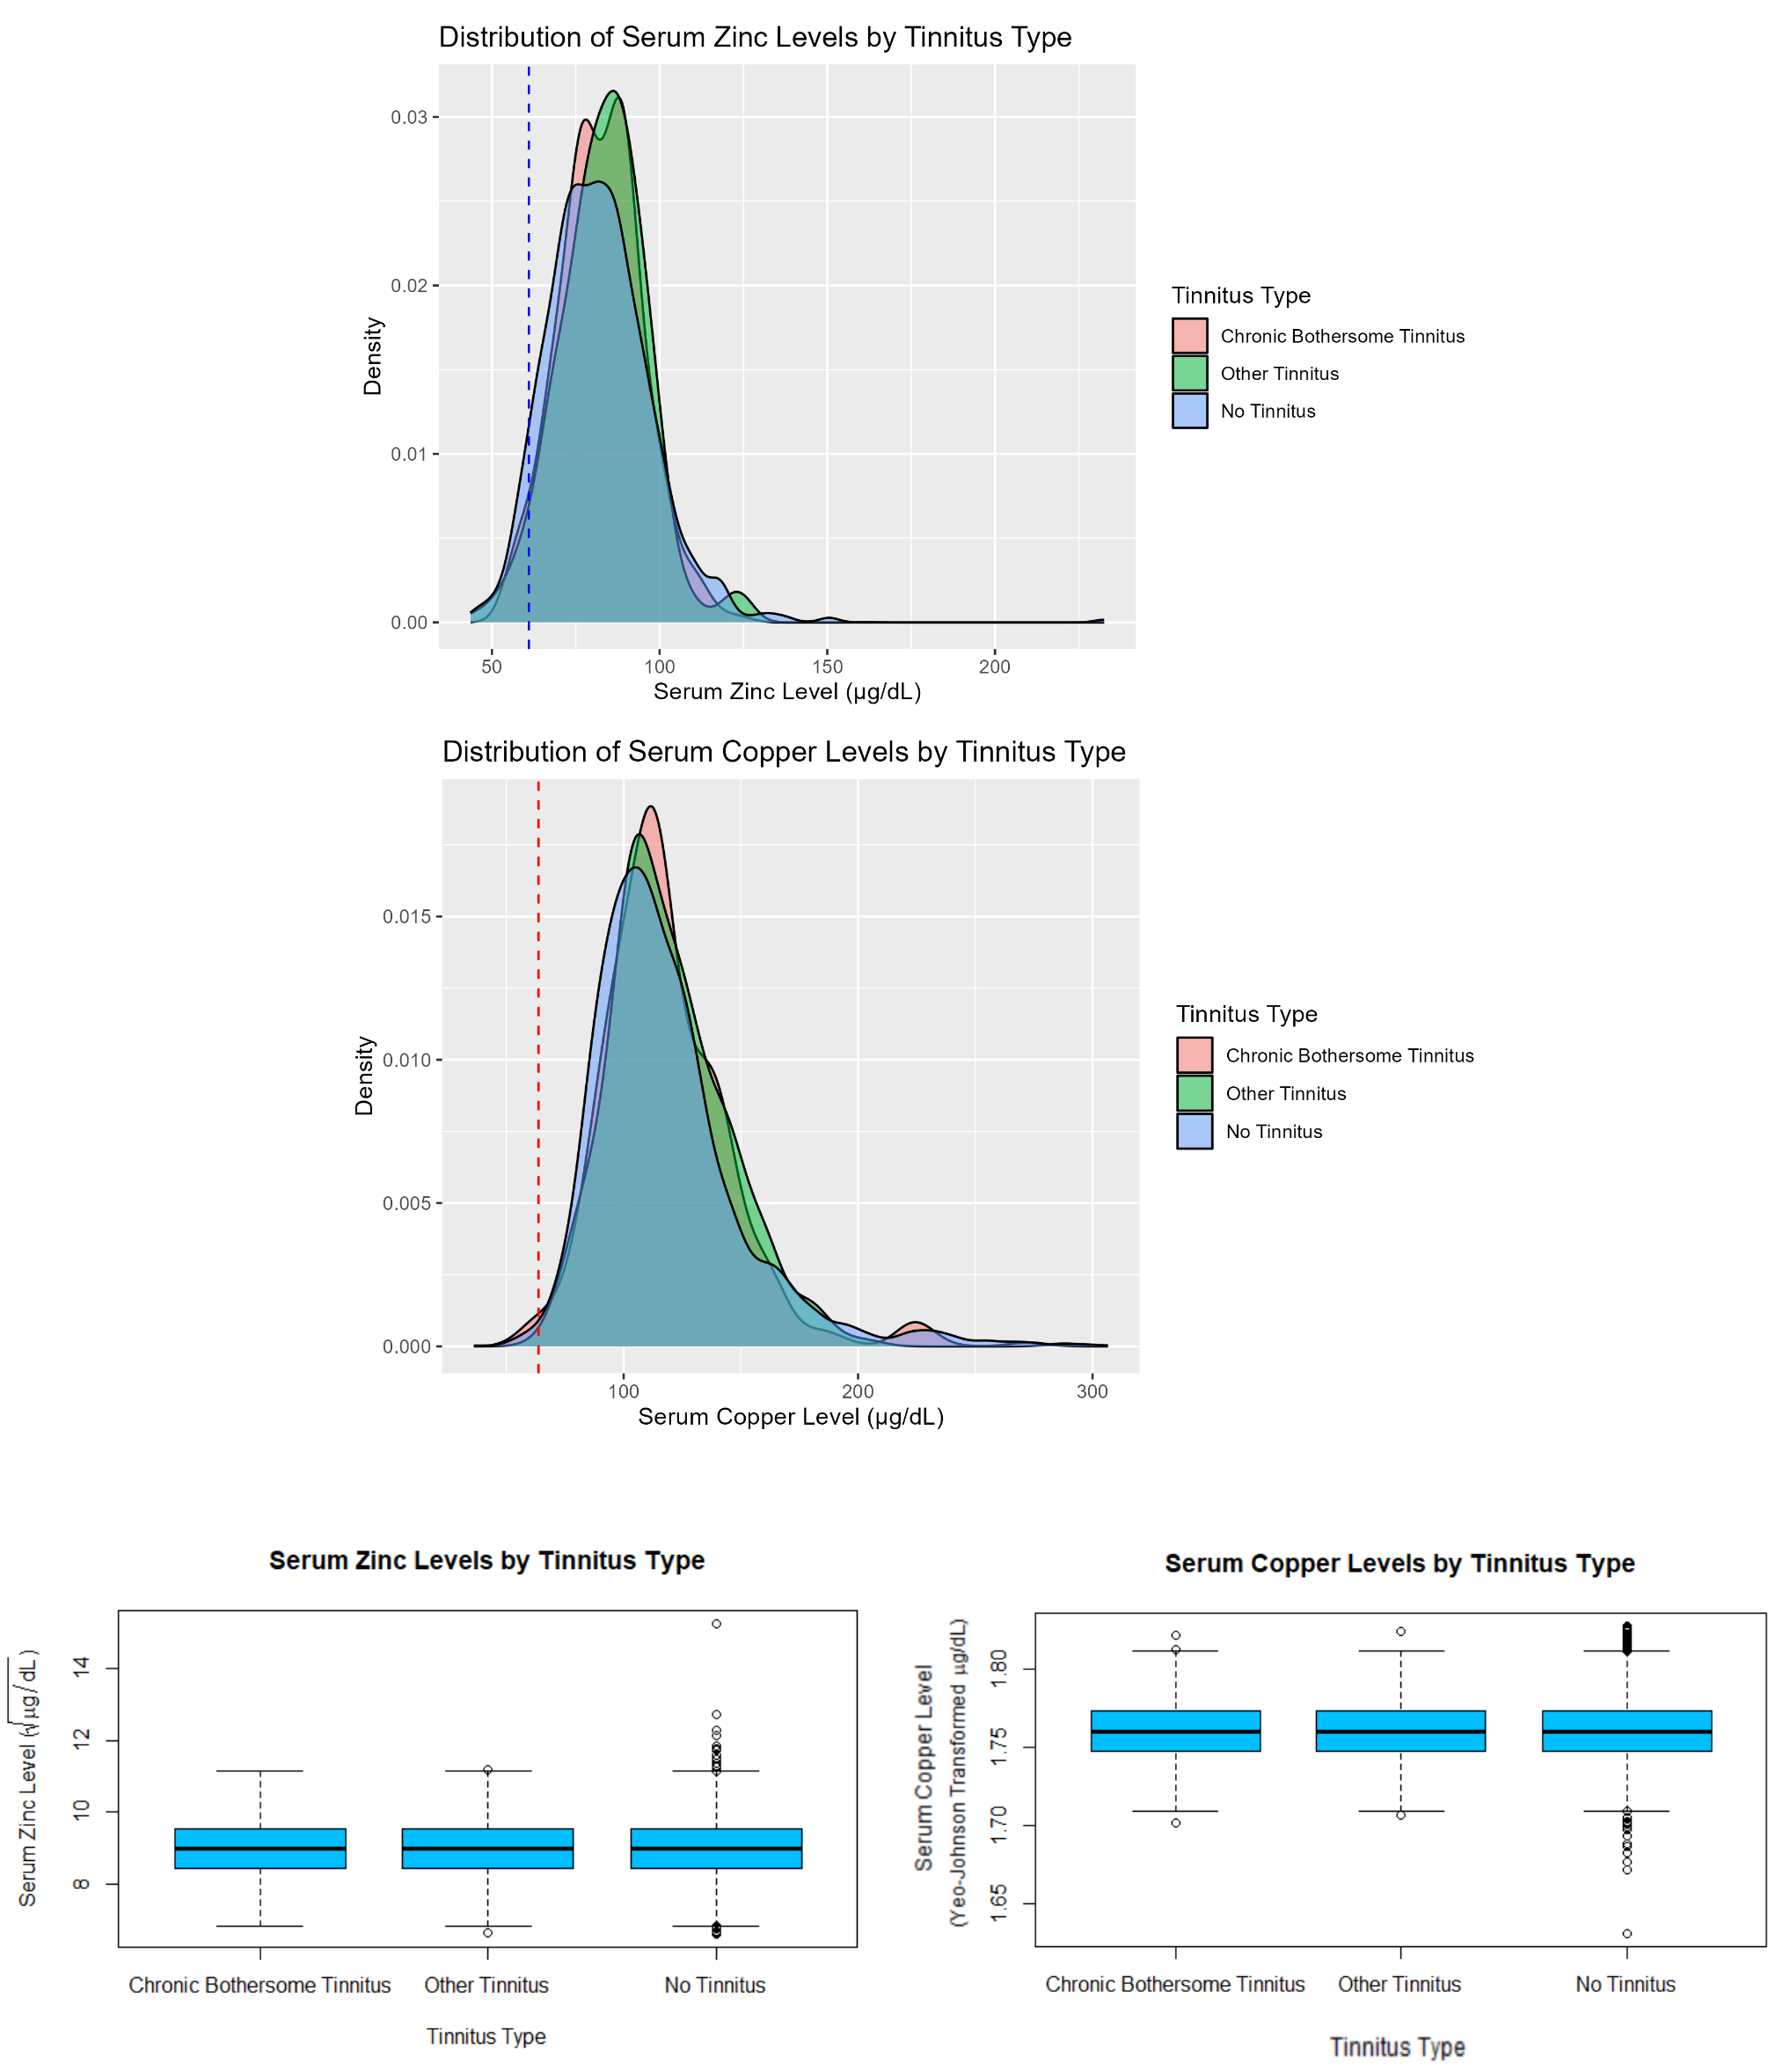 Distribution of Serum Zinc Levels by Tinnitus Type
0.03
0.02
0.01
0.00
Density
50 100 150 200
Serum Zinc Level (µg/dL)
Tinnitus Type
Chronic Bothersome Tinnitus
Other Tinnitus
No Tinnitus
Distribution of Serum Copper Levels by Tinnitus Type
0.015
0.010
0.005
0.000
Density
100 200 300
Serum Copper Level (µg/dL)
Tinnitus Type
Chronic Bothersome Tinnitus
Other Tinnitus
No Tinnitus
Serum Zinc Levels by Tinnitus Type
Serum Zinc Level (√µg/dL)
14
12
10
8
Chronic Bothersome Tinnitus Other Tinnitus No Tinnitus
Tinnitus Type
Serum Copper Levels by Tinnitus Type
Serum Copper Level
(Yeo-Johnson Transformed µg/dL)
1.80
1.75
1.70
1.65
Chronic Bothersome Tinnitus Other Tinnitus No Tinnitus
Tinnitus Type